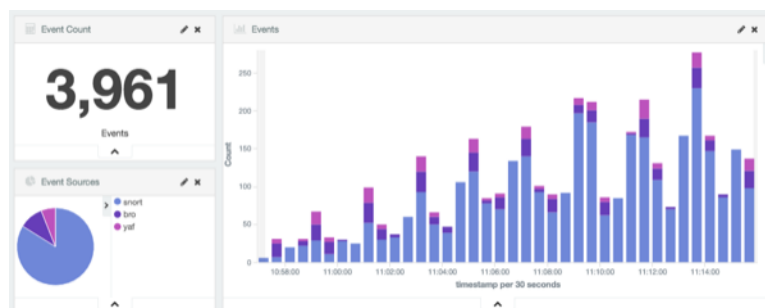 Event Count
3,961
Events
Event Sources
snort
bro
yaf
Events
250
200
150
100
50
0
Count
10:58:00 11:00:00 11:02:00 11:04:00 11:06:00 11:08:00 11:10:00 11:12:00 11:14:00
timestamp per 30 seconds